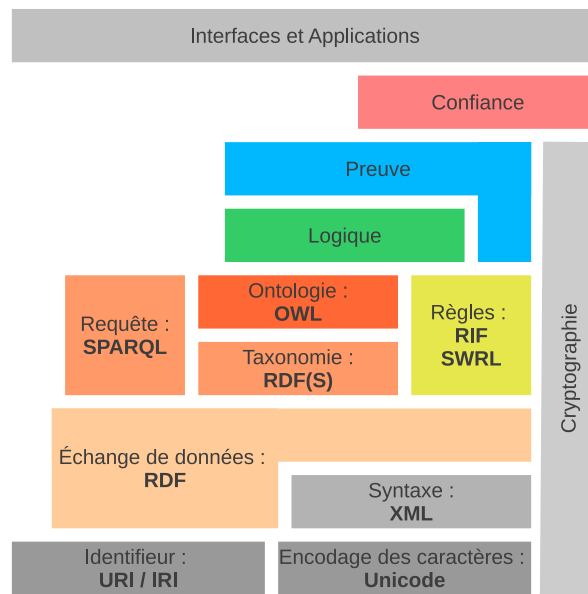 Interfaces et Applications
Confiance
Preuve
Logique
Requête :
SPARQL
Ontologie :
OWL
Taxonomie :
RDF(S)
Règles :
RIF
SWRL
Cryptographie
Échange de données :
RDF
Syntaxe :
XML
Identifieur :
URI / IRI
Encodage des caractères :
Unicode